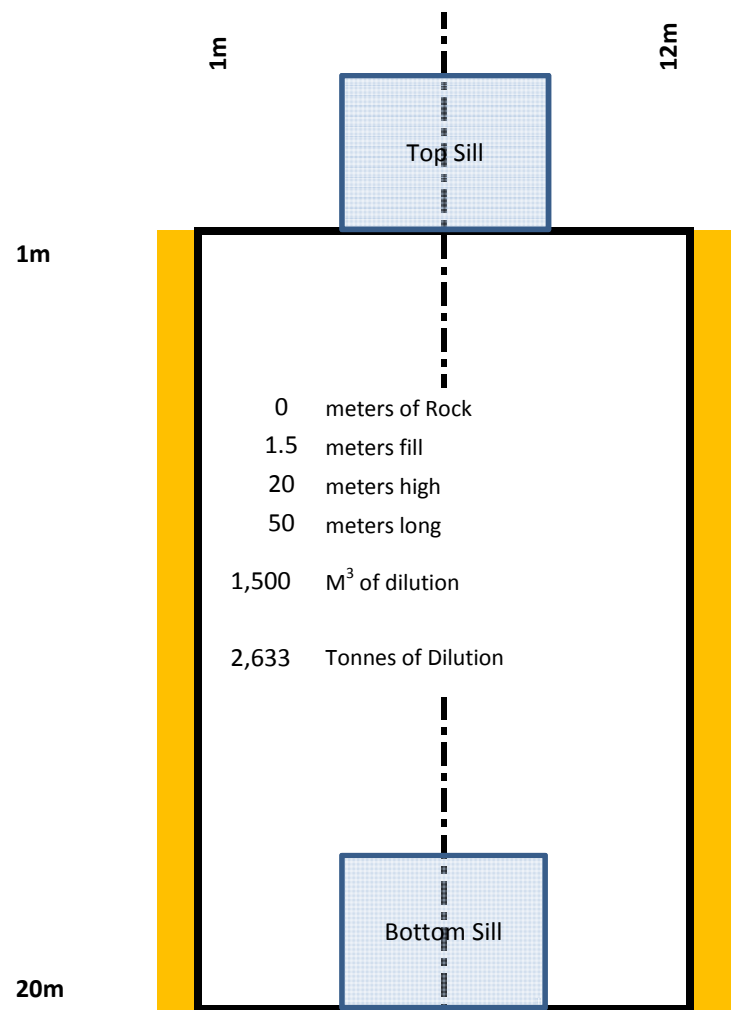 1m
12m
Top Sill
1m
0 meters of Rock
1.5 meters fill
20 meters high
50 meters long
1,500 M³ of dilution
2,633 Tonnes of Dilution
Bottom Sill
20m